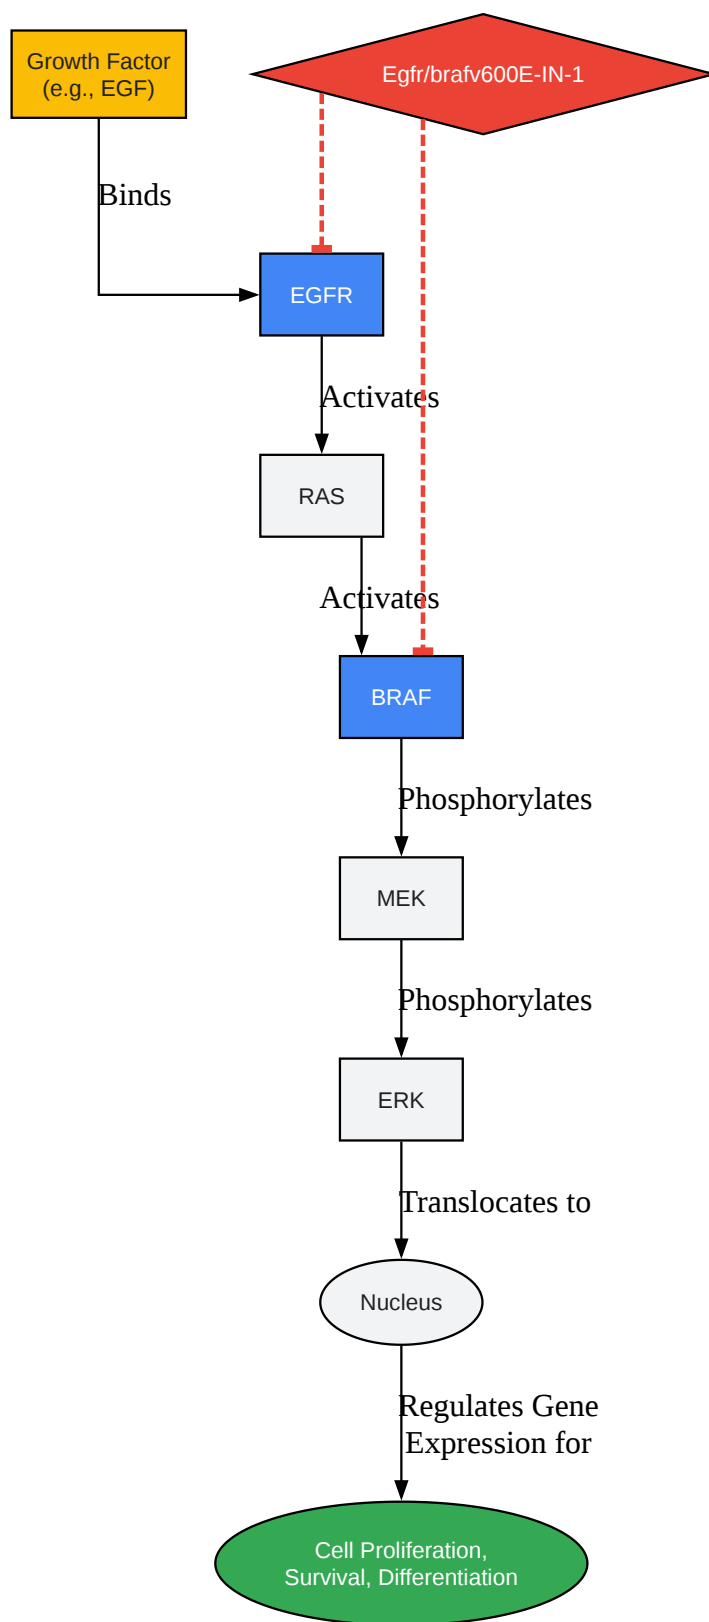 Growth Factor
(e.g., EGF)
Egfr/brafv600E-IN-1
Binds
EGFR
Activates
RAS
Activates
BRAF
Phosphorylates
MEK
Phosphorylates
ERK
Translocates to
Nucleus
Regulates Gene
Expression for
Cell Proliferation,
Survival, Differentiation